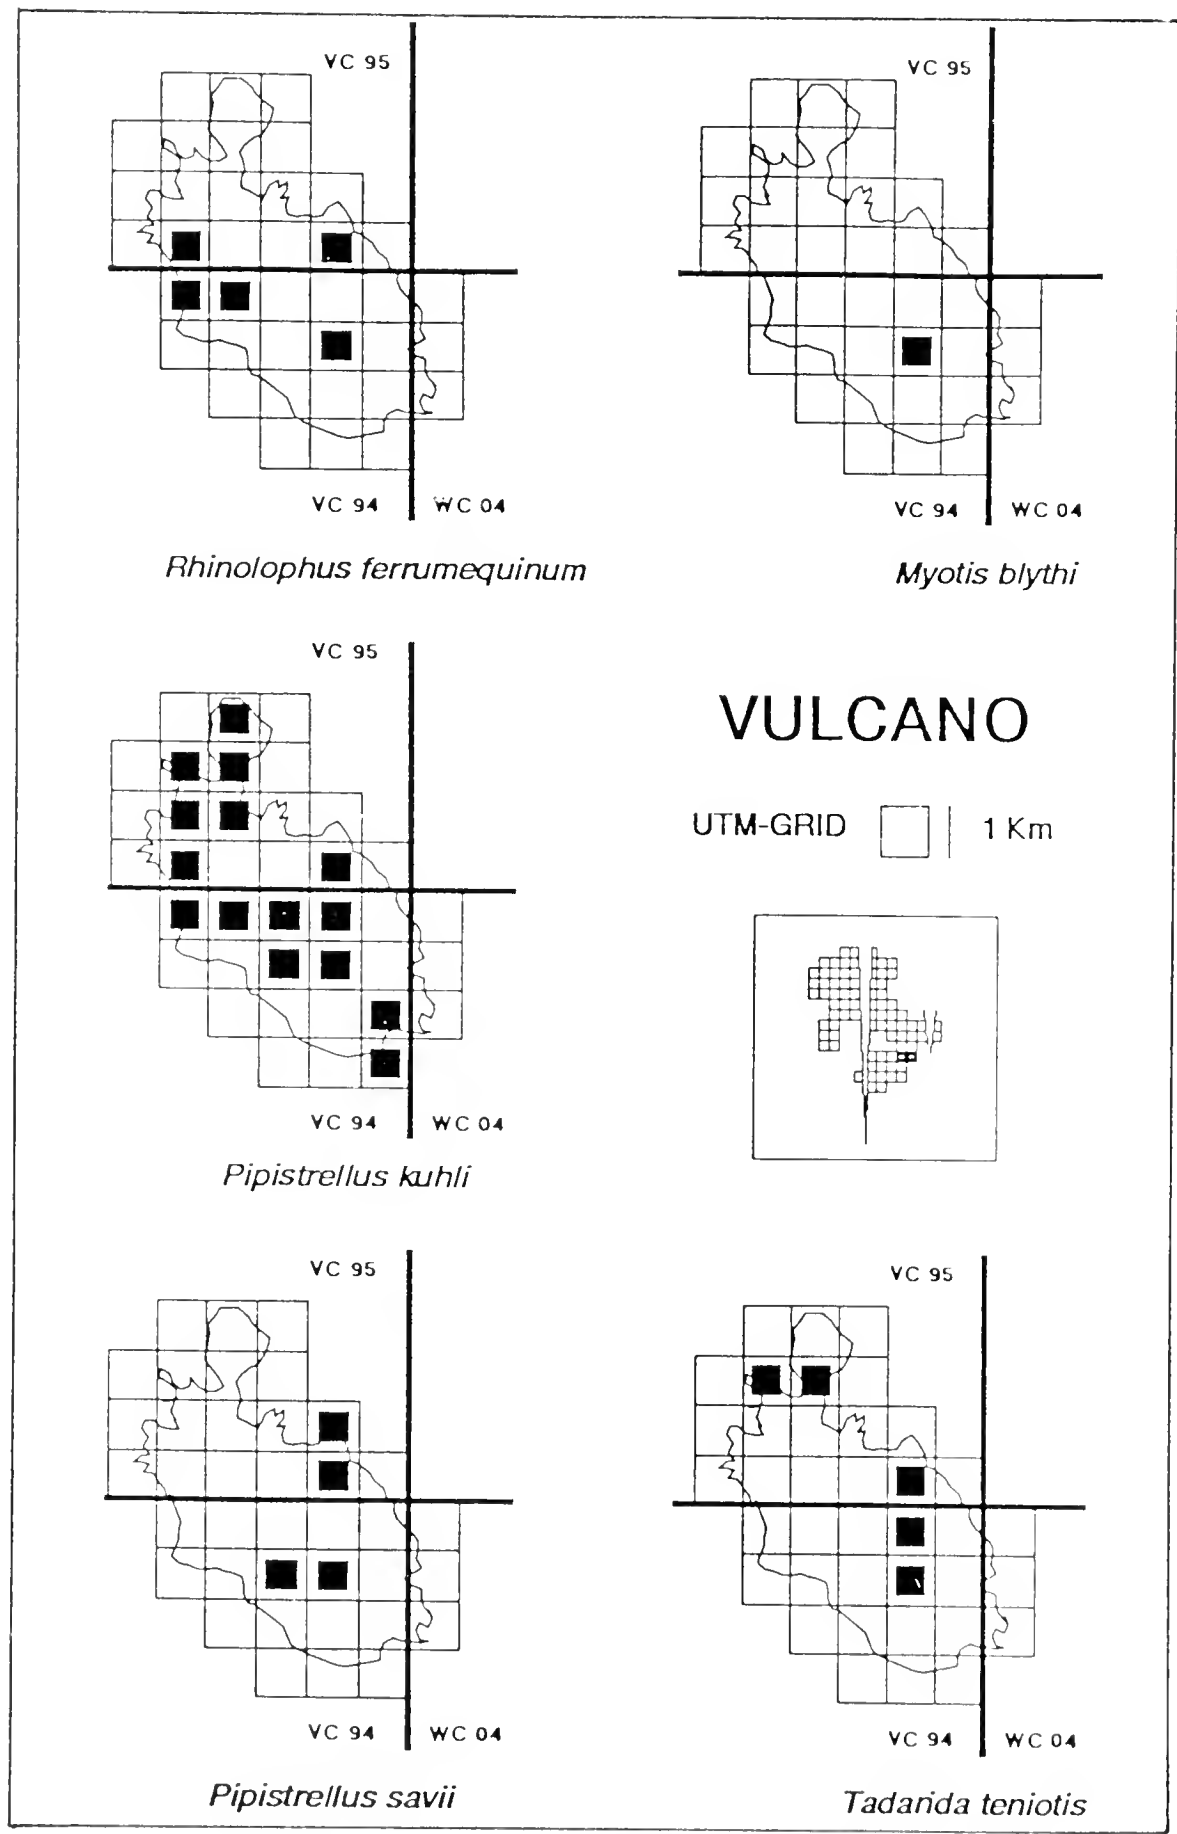 VC 95
VC 94 WC 04
Rhinolophus ferrumequinum
VC 95
VC 94 WC 04
Myotis blythi
VC 95
VC 94 WC 04
Pipistrellus kuhli
VULCANO
UTM-GRID 1 Km
VC 95
VC 94 WC 04
Pipistrellus savii
VC 95
VC 94 WC 04
Tadarida teniotis